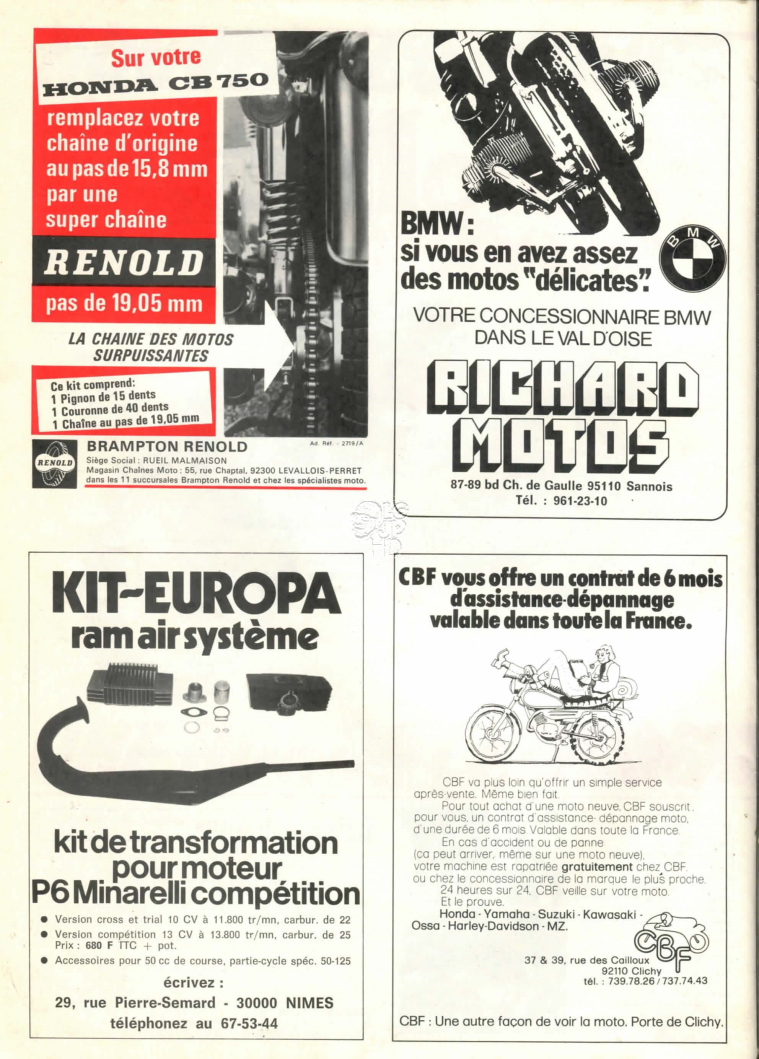 Sur votre
HONDA CB 750
remplacez votre
chaîne d'origine
au pas de 15,8 mm
par une
super chaîne
RENOLD
pas de 19,05 mm
LA CHAINE DES MOTOS
SURPUISSANTES
Ce kit comprend:
1 Pignon de 15 dents
1 Couronne de 40 dents
1 Chaîne au pas de 19,05 mm
Ad. Réf. - 2719/A
RENOLD
BRAMPTON RENOLD
Siège Social : RUEIL MALMAISON
Magasin Chaînes Moto : 55, rue Chaptal, 92300 LEVALLOIS-PERRET
dans les 11 succursales Brampton Renold et chez les spécialistes moto.
BMW :
si vous en avez assez
des motos "délicates".
BMW
VOTRE CONCESSIONNAIRE BMW
DANS LE VAL D'OISE
RICHARD
MOTOS
87-89 bd Ch. de Gaulle 95110 Sannois
Tél. : 961-23-10
KIT-EUROPA
ram air système
kit de transformation
pour moteur
P6 Minarelli compétition
● Version cross et trial 10 CV à 11.800 tr/mn, carbur. de 22
● Version compétition 13 CV à 13.800 tr/mn, carbur. de 25
Prix : 680 F TTC + pot.
● Accessoires pour 50 cc de course, partie-cycle spéc. 50-125
écrivez :
29, rue Pierre-Semard - 30000 NIMES
téléphonez au 67-53-44
CBF vous offre un contrat de 6 mois
d'assistance-dépannage
valable dans toute la France.
CBF va plus loin qu'offrir un simple service
après-vente. Même bien fait.
Pour tout achat d'une moto neuve, CBF souscrit,
pour vous, un contrat d'assistance- dépannage moto,
d'une durée de 6 mois. Valable dans toute la France.
En cas d'accident ou de panne
(ca peut arriver, même sur une moto neuve),
votre machine est rapatriée gratuitement chez CBF.
ou chez le concessionnaire de la marque le plus proche.
24 heures sur 24, CBF veille sur votre moto.
Et le prouve.
Honda - Yamaha - Suzuki - Kawasaki -
Ossa - Harley-Davidson - MZ.
CBF
37 & 39, rue des Cailloux
92110 Clichy
tél. : 739.78.26 / 737.74.43
CBF : Une autre façon de voir la moto. Porte de Clichy.